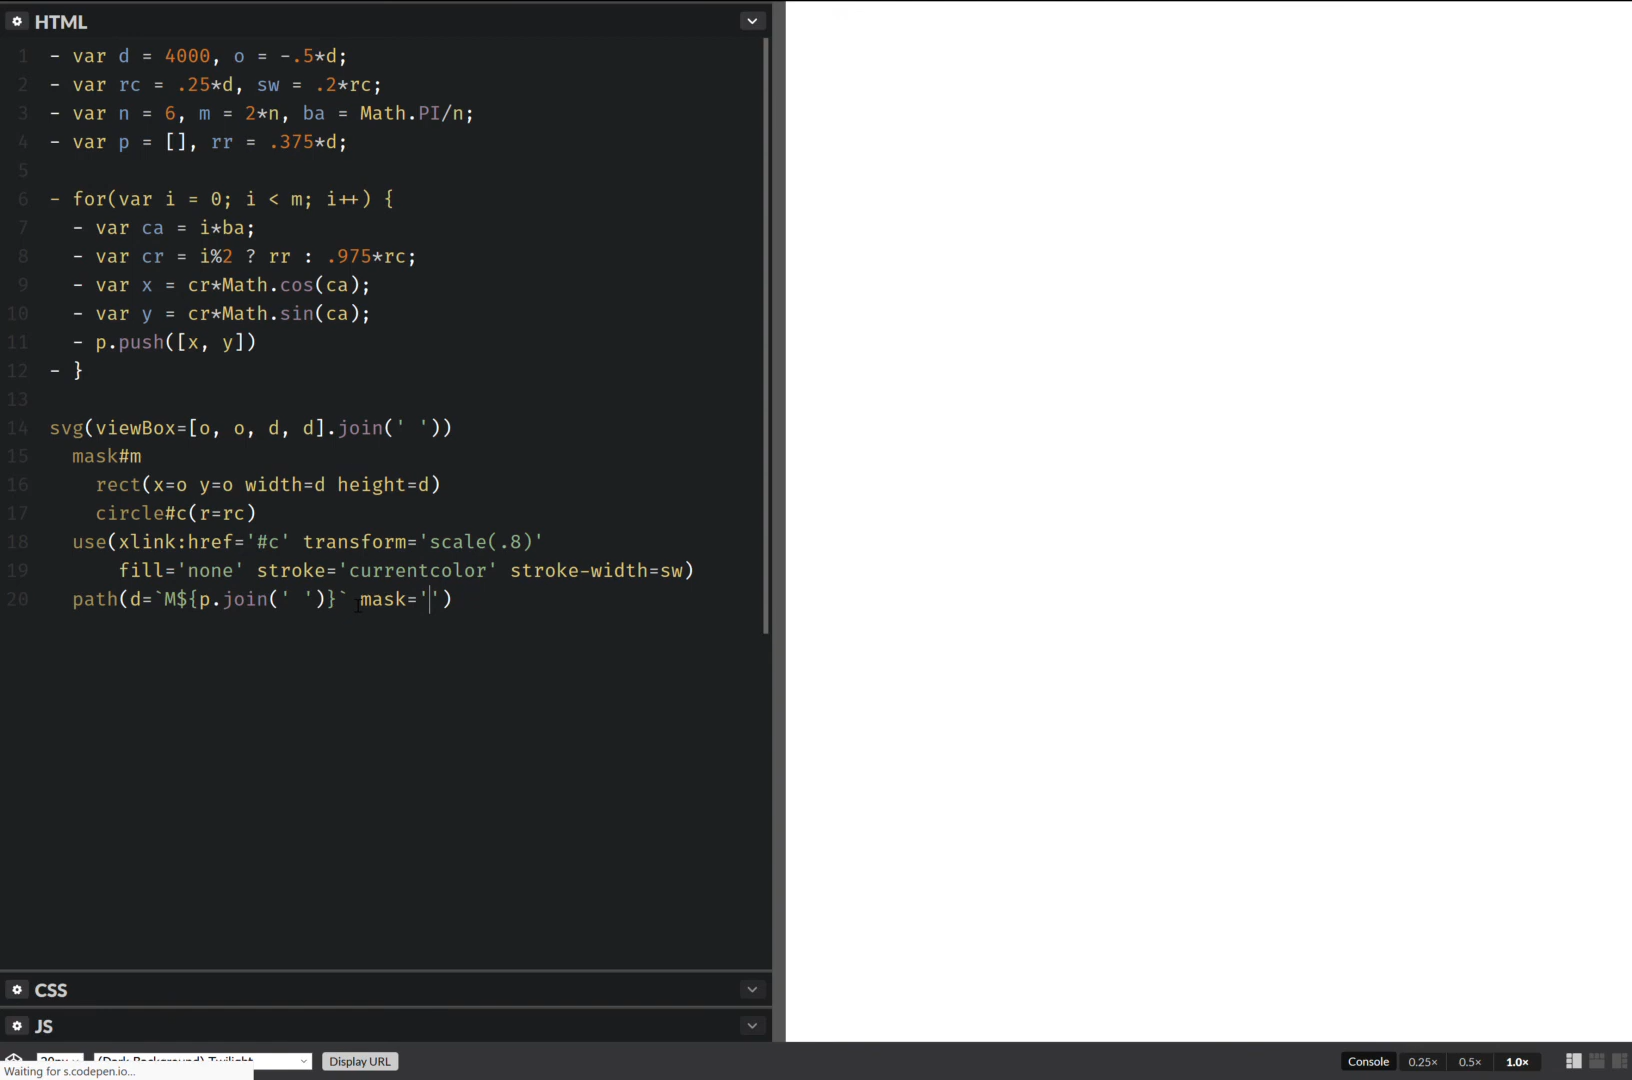 HTML
1 - var d = 4000, o = -.5*d;
2 - var rc = .25*d, sw = .2*rc;
3 - var n = 6, m = 2*n, ba = Math.PI/n;
4 - var p = [], rr = .375*d;
5
6 - for(var i = 0; i < m; i++) {
7 - var ca = i*ba;
8 - var cr = i%2 ? rr : .975*rc;
9 - var x = cr*Math.cos(ca);
10 - var y = cr*Math.sin(ca);
11 - p.push([x, y])
12 - }
13
14 svg(viewBox=[o, o, d, d].join(' '))
15 mask#m
16 rect(x=o y=o width=d height=d)
17 circle#c(r=rc)
18 use(xlink:href='#c' transform='scale(.8)'
19 fill='none' stroke='currentcolor' stroke-width=sw)
20 path(d=`M${p.join(' ')}` mask='')
CSS
JS
20px (Dark Background) Twilight Display URL Console 0.25× 0.5× 1.0×
Waiting for s.codepen.io...